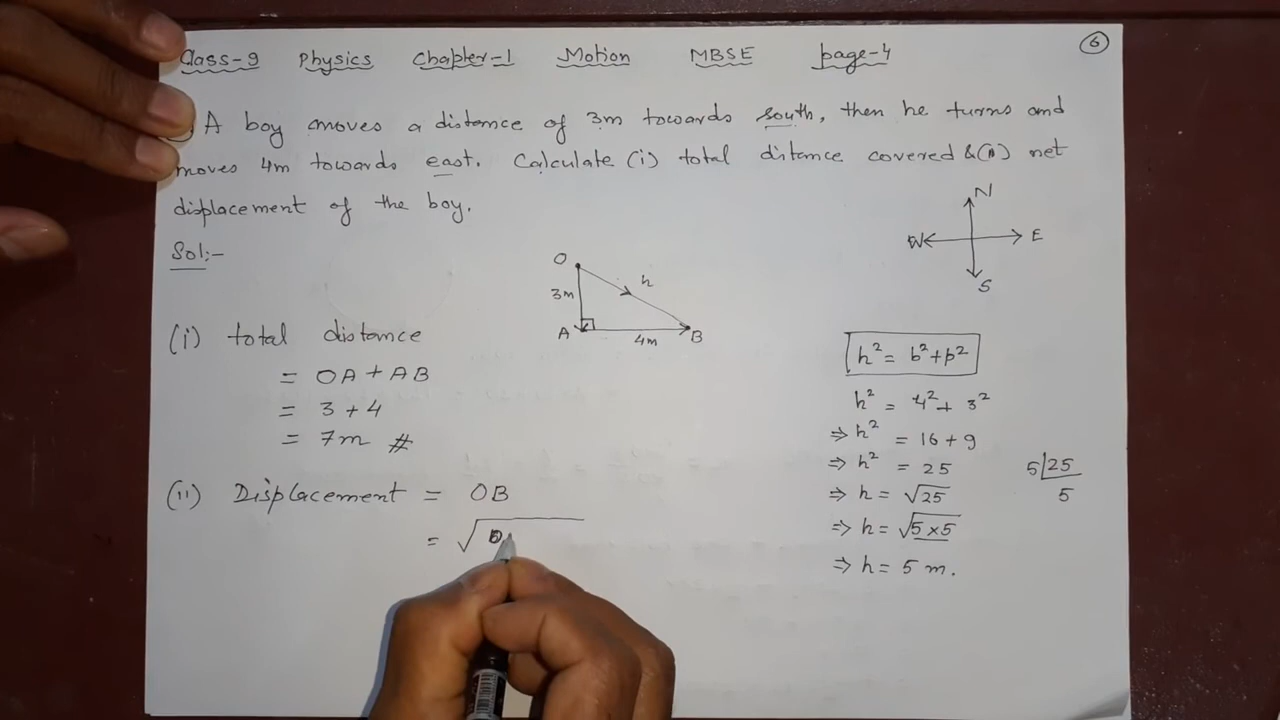 Class-9 Physics Chapter-1 Motion MBSE page-4
6
A boy moves a distance of 3m towards south, then he turns and
moves 4m towards east. Calculate (i) total distance covered & (ii) net
displacement of the boy.
Sol:-
N
W E
S
O
h
3m
A B
4m
(i) total distance
= OA + AB
= 3 + 4
= 7m #
(ii) Displacement = OB
= √
h² = b² + p²
h² = 4² + 3²
⇒ h² = 16 + 9
⇒ h² = 25
⇒ h = √25
⇒ h = √5×5
⇒ h = 5 m.
5|25
5